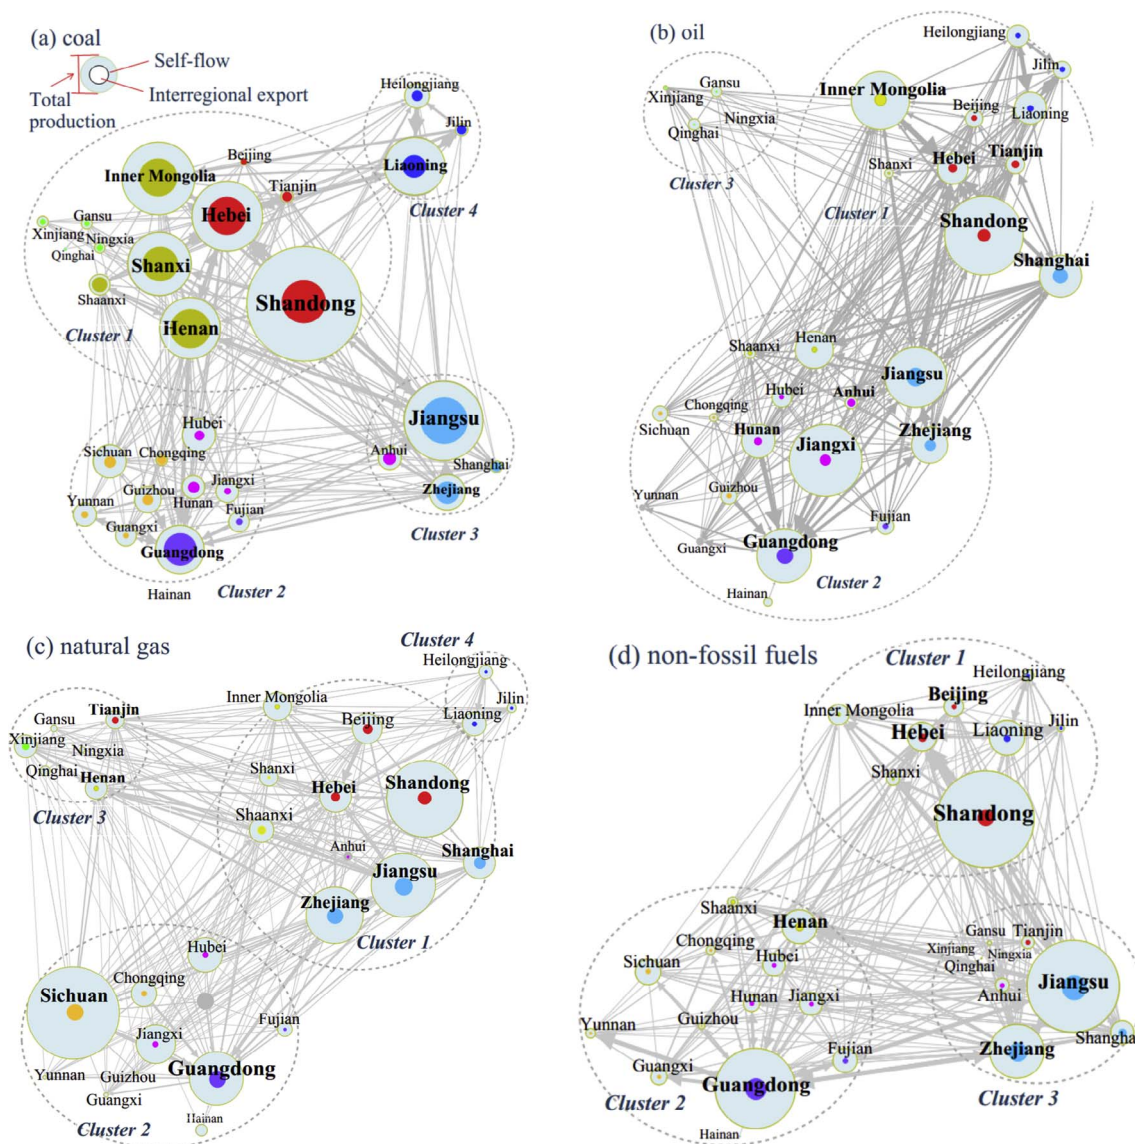 (a) coal
Self-flow
Interregional export
Total
production
Heilongjiang
Jilin
Liaoning
Cluster 4
Beijing
Inner Mongolia
Tianjin
Hebei
Gansu
Xinjiang
Ningxia
Qinghai
Shanxi
Shaanxi
Shandong
Henan
Cluster 1
Jiangsu
Hubei
Anhui
Sichuan
Chongqing
Shanghai
Guizhou
Jiangxi
Zhejiang
Yunnan
Hunan
Fujian
Guangxi
Cluster 3
Guangdong
Hainan
Cluster 2
(b) oil
Heilongjiang
Jilin
Gansu
Inner Mongolia
Xinjiang
Ningxia
Beijing
Liaoning
Qinghai
Shanxi
Hebei
Tianjin
Cluster 3
Cluster 1
Shandong
Shanghai
Henan
Shaanxi
Jiangsu
Hubei
Anhui
Chongqing
Sichuan
Hunan
Zhejiang
Jiangxi
Yunnan
Guizhou
Fujian
Guangxi
Guangdong
Cluster 2
Hainan
(c) natural gas
Cluster 4
Heilongjiang
Inner Mongolia
Jilin
Tianjin
Gansu
Beijing
Liaoning
Xinjiang
Ningxia
Qinghai
Henan
Shanxi
Hebei
Shandong
Cluster 3
Shaanxi
Anhui
Shanghai
Jiangsu
Zhejiang
Cluster 1
Hubei
Chongqing
Sichuan
Jiangxi
Fujian
Yunnan
Guizhou
Guangdong
Guangxi
Hainan
Cluster 2
(d) non-fossil fuels
Cluster 1
Heilongjiang
Beijing
Inner Mongolia
Jilin
Hebei
Liaoning
Shanxi
Shandong
Shaanxi
Henan
Gansu
Tianjin
Chongqing
Xinjiang
Ningxia
Sichuan
Hubei
Qinghai
Jiangsu
Hunan
Jiangxi
Anhui
Yunnan
Guizhou
Shanghai
Guangxi
Fujian
Zhejiang
Guangdong
Cluster 2
Cluster 3
Hainan